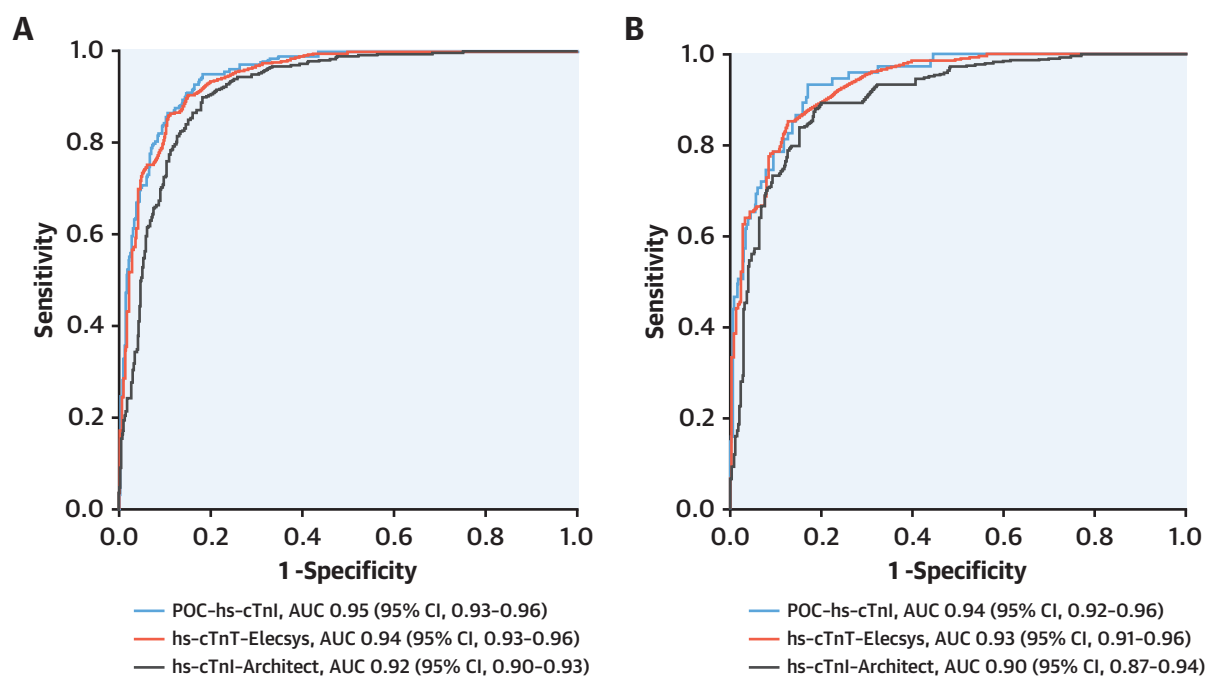 A
1.0
0.8
0.6
0.4
0.2
0.0
Sensitivity
0.0 0.2 0.4 0.6 0.8 1.0
1 -Specificity
POC-hs-cTnI, AUC 0.95 (95% CI, 0.93-0.96)
hs-cTnT-Elecsys, AUC 0.94 (95% CI, 0.93-0.96)
hs-cTnI-Architect, AUC 0.92 (95% CI, 0.90-0.93)
B
1.0
0.8
0.6
0.4
0.2
0.0
Sensitivity
0.0 0.2 0.4 0.6 0.8 1.0
1 -Specificity
POC-hs-cTnI, AUC 0.94 (95% CI, 0.92-0.96)
hs-cTnT-Elecsys, AUC 0.93 (95% CI, 0.91-0.96)
hs-cTnI-Architect, AUC 0.90 (95% CI, 0.87-0.94)